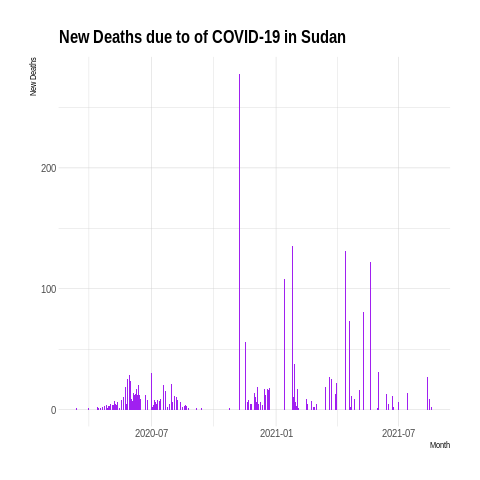 New Deaths due to of COVID-19 in Sudan
New Deaths
200
100
0
2020-07
2021-01
2021-07
Month